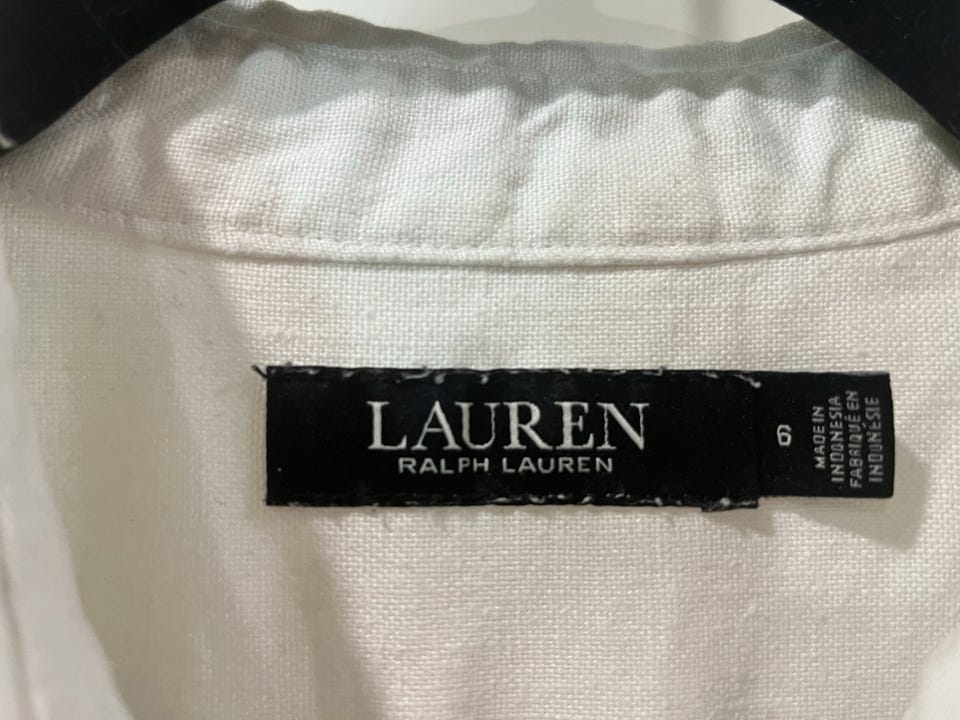 LAUREN
RALPH LAUREN
6
MADE IN
INDONESIA
FABRIQUÉ EN
INDONÉSIE